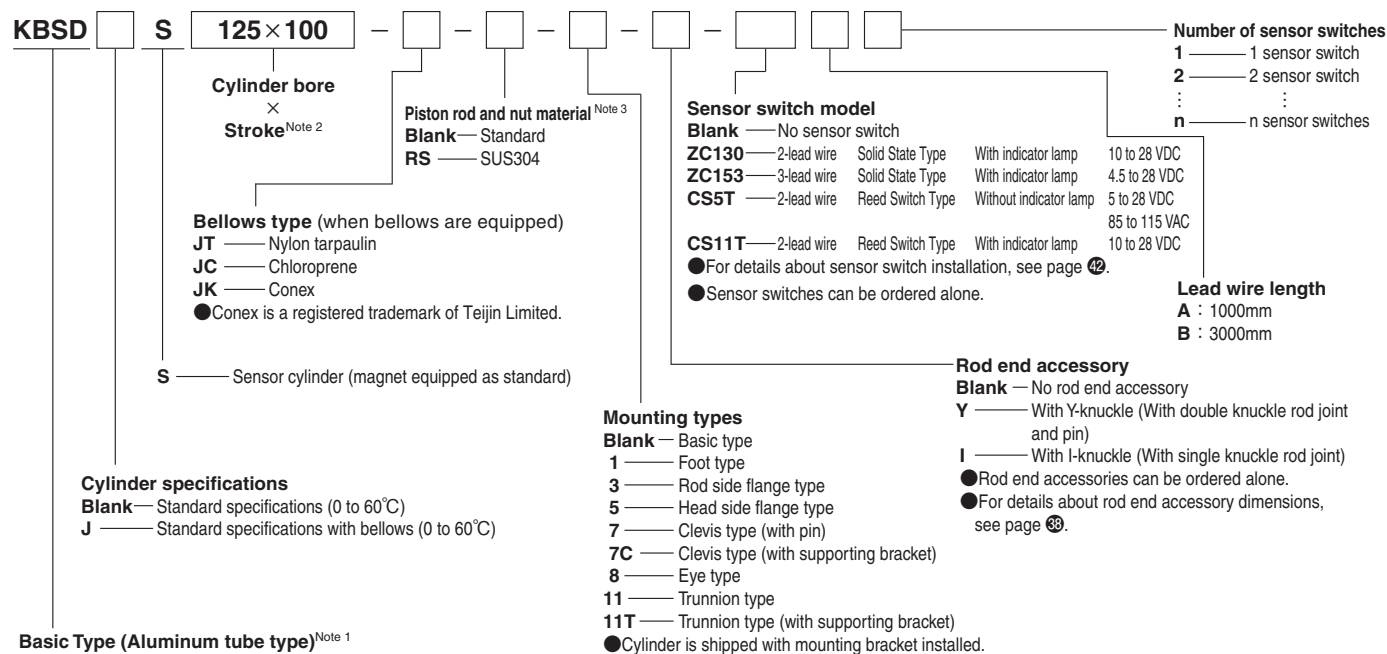 KBSD S 125×100 – – – – –
Number of sensor switches
1 1 sensor switch
2 2 sensor switch
⋮ ⋮
n n sensor switches
Cylinder bore
×
Stroke Note 2
Piston rod and nut material Note 3
Blank Standard
RS SUS304
Sensor switch model
Blank No sensor switch
ZC130 2-lead wire Solid State Type With indicator lamp 10 to 28 VDC
ZC153 3-lead wire Solid State Type With indicator lamp 4.5 to 28 VDC
CS5T 2-lead wire Reed Switch Type Without indicator lamp 5 to 28 VDC
85 to 115 VAC
CS11T 2-lead wire Reed Switch Type With indicator lamp 10 to 28 VDC
●For details about sensor switch installation, see page 42.
●Sensor switches can be ordered alone.
Bellows type (when bellows are equipped)
JT Nylon tarpaulin
JC Chloroprene
JK Conex
●Conex is a registered trademark of Teijin Limited.
Lead wire length
A : 1000mm
B : 3000mm
S Sensor cylinder (magnet equipped as standard)
Rod end accessory
Blank No rod end accessory
Y With Y-knuckle (With double knuckle rod joint
and pin)
I With I-knuckle (With single knuckle rod joint)
●Rod end accessories can be ordered alone.
●For details about rod end accessory dimensions,
see page 38.
Mounting types
Blank Basic type
1 Foot type
3 Rod side flange type
5 Head side flange type
7 Clevis type (with pin)
7C Clevis type (with supporting bracket)
8 Eye type
11 Trunnion type
11T Trunnion type (with supporting bracket)
●Cylinder is shipped with mounting bracket installed.
Cylinder specifications
Blank Standard specifications (0 to 60℃)
J Standard specifications with bellows (0 to 60℃)
Basic Type (Aluminum tube type) Note 1